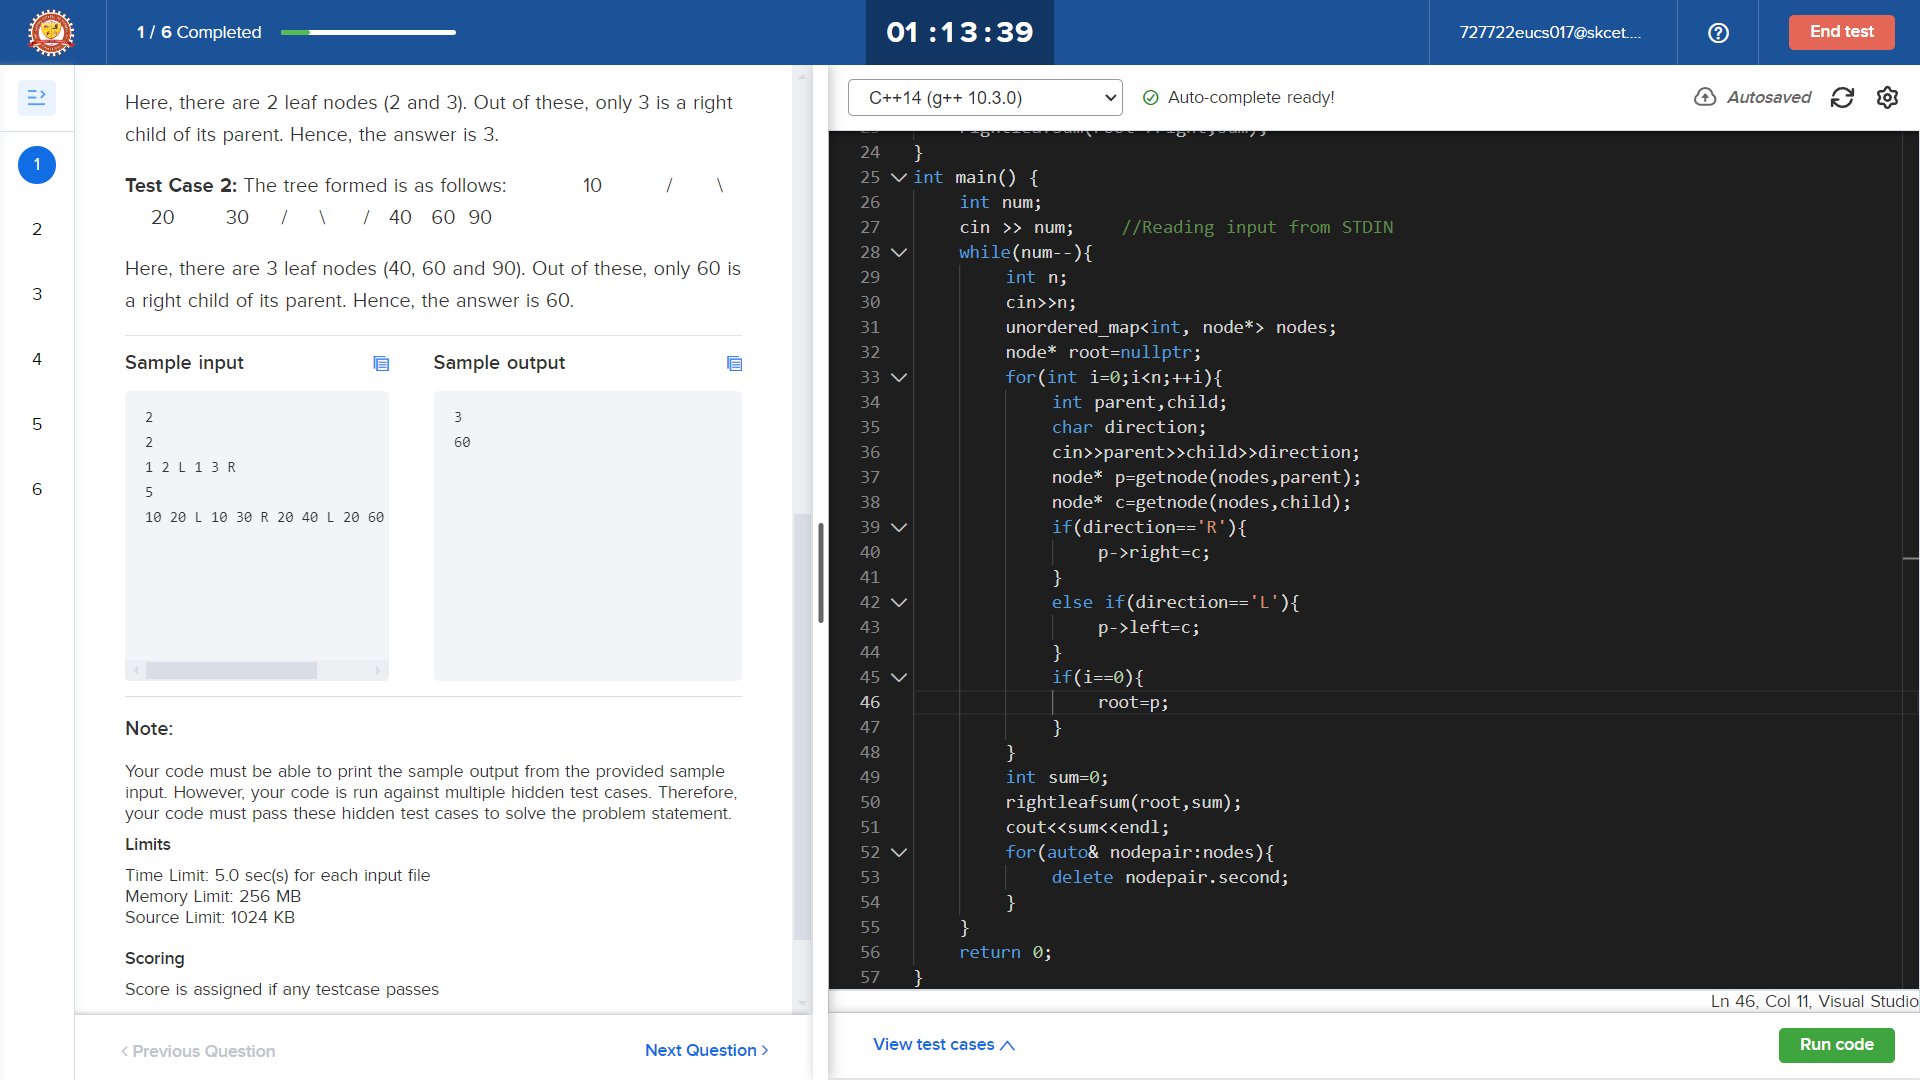 1 / 6 Completed
01 : 13 : 39
727722eucs017@skcet....
End test
1
2
3
4
5
6
Here, there are 2 leaf nodes (2 and 3). Out of these, only 3 is a right
child of its parent. Hence, the answer is 3.
Test Case 2: The tree formed is as follows: 10 / \
20 30 / \ / 40 60 90
Here, there are 3 leaf nodes (40, 60 and 90). Out of these, only 60 is
a right child of its parent. Hence, the answer is 60.
Sample input
2
2
1 2 L 1 3 R
5
10 20 L 10 30 R 20 40 L 20 60
Sample output
3
60
Note:
Your code must be able to print the sample output from the provided sample
input. However, your code is run against multiple hidden test cases. Therefore,
your code must pass these hidden test cases to solve the problem statement.
Limits
Time Limit: 5.0 sec(s) for each input file
Memory Limit: 256 MB
Source Limit: 1024 KB
Scoring
Score is assigned if any testcase passes
< Previous Question
Next Question >
C++14 (g++ 10.3.0)
Auto-complete ready!
Autosaved
24 }
25 int main() {
26 int num;
27 cin >> num; //Reading input from STDIN
28 while(num--){
29 int n;
30 cin>>n;
31 unordered_map<int, node*> nodes;
32 node* root=nullptr;
33 for(int i=0;i<n;++i){
34 int parent,child;
35 char direction;
36 cin>>parent>>child>>direction;
37 node* p=getnode(nodes,parent);
38 node* c=getnode(nodes,child);
39 if(direction=='R'){
40 p->right=c;
41 }
42 else if(direction=='L'){
43 p->left=c;
44 }
45 if(i==0){
46 root=p;
47 }
48 }
49 int sum=0;
50 rightleafsum(root,sum);
51 cout<<sum<<endl;
52 for(auto& nodepair:nodes){
53 delete nodepair.second;
54 }
55 }
56 return 0;
57 }
Ln 46, Col 11, Visual Studio
View test cases
Run code